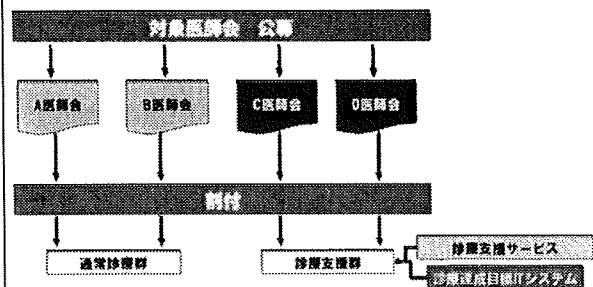 対象医師会 公募
A医師会
B医師会
C医師会
D医師会
割付
通常診療群
診療支援群
診療支援サービス
診療達成目標ITシステム